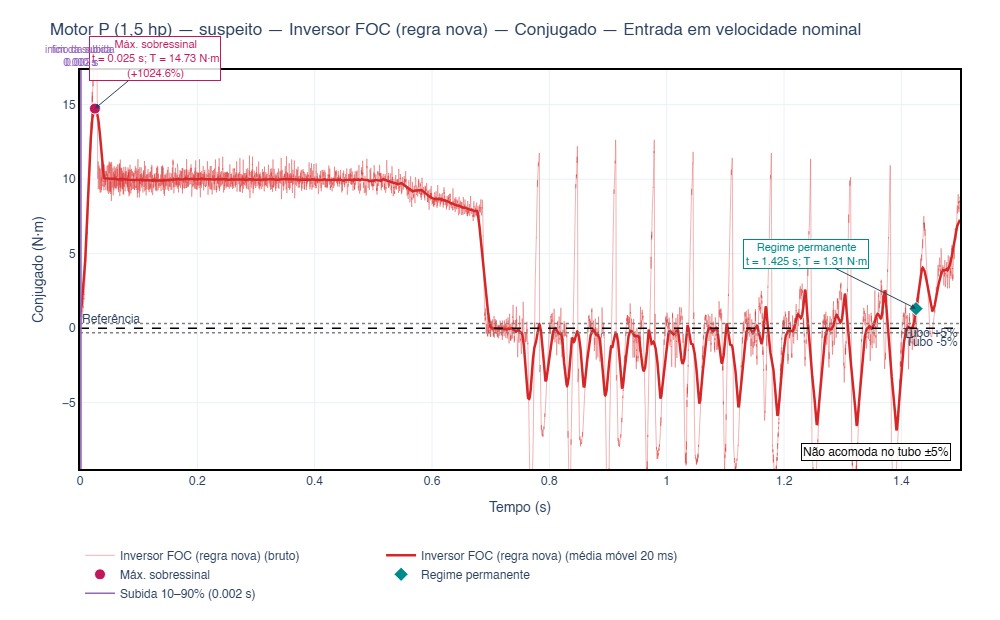 Motor P (1.5 hp) — suspeito — Inversor FOC (regra nova) — Conjugado — Entrada em velocidade nominal
Máx. sobressinal
t = 0.025 s; T = 14.73 N·m
(+1024.6%)
15
10
5
0
−5
Conjugado (N·m)
Referência
Regime permanente
t = 1.425 s; T = 1.31 N·m
Tubo +5%
Tubo -5%
Não acomoda no tubo ±5%
0
0.2
0.4
0.6
0.8
1
1.2
1.4
Tempo (s)
Inversor FOC (regra nova) (bruto)
Inversor FOC (regra nova) (média móvel 20 ms)
Máx. sobressinal
Regime permanente
Subida 10–90% (0.002 s)